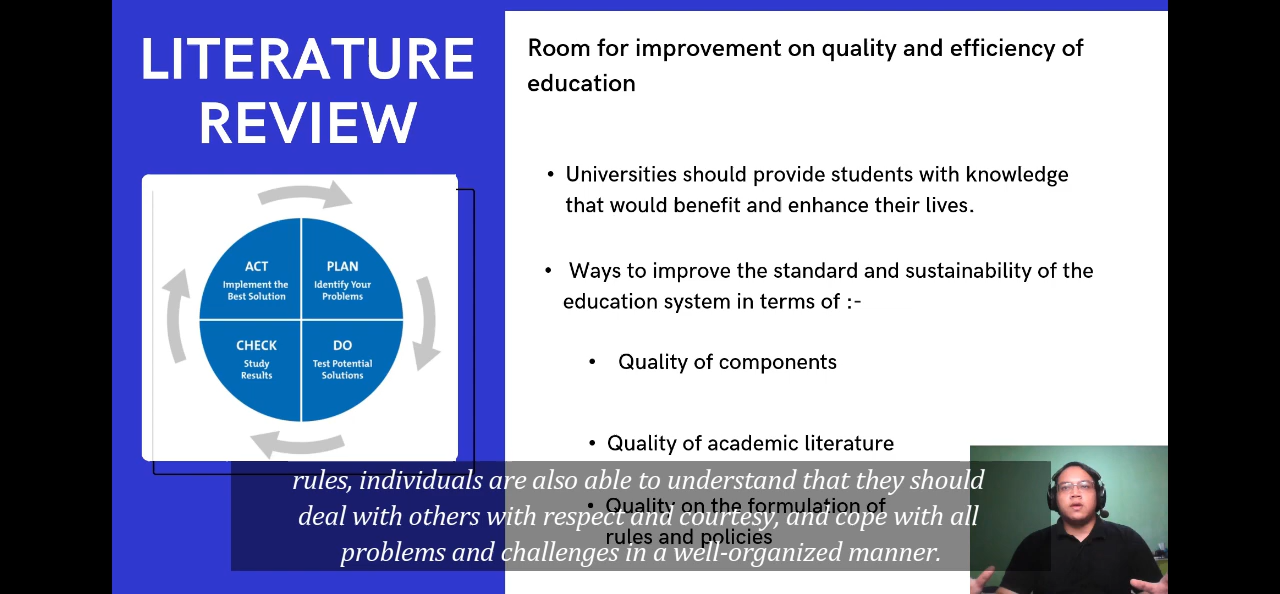 LITERATURE
REVIEW
ACT
Implement the
Best Solution
PLAN
Identify Your
Problems
CHECK
Study
Results
DO
Test Potential
Solutions
Room for improvement on quality and efficiency of
education
• Universities should provide students with knowledge
that would benefit and enhance their lives.
• Ways to improve the standard and sustainability of the
education system in terms of :-
• Quality of components
• Quality of academic literature
• Quality on the formulation of
rules and policies
rules, individuals are also able to understand that they should
deal with others with respect and courtesy, and cope with all
problems and challenges in a well-organized manner.